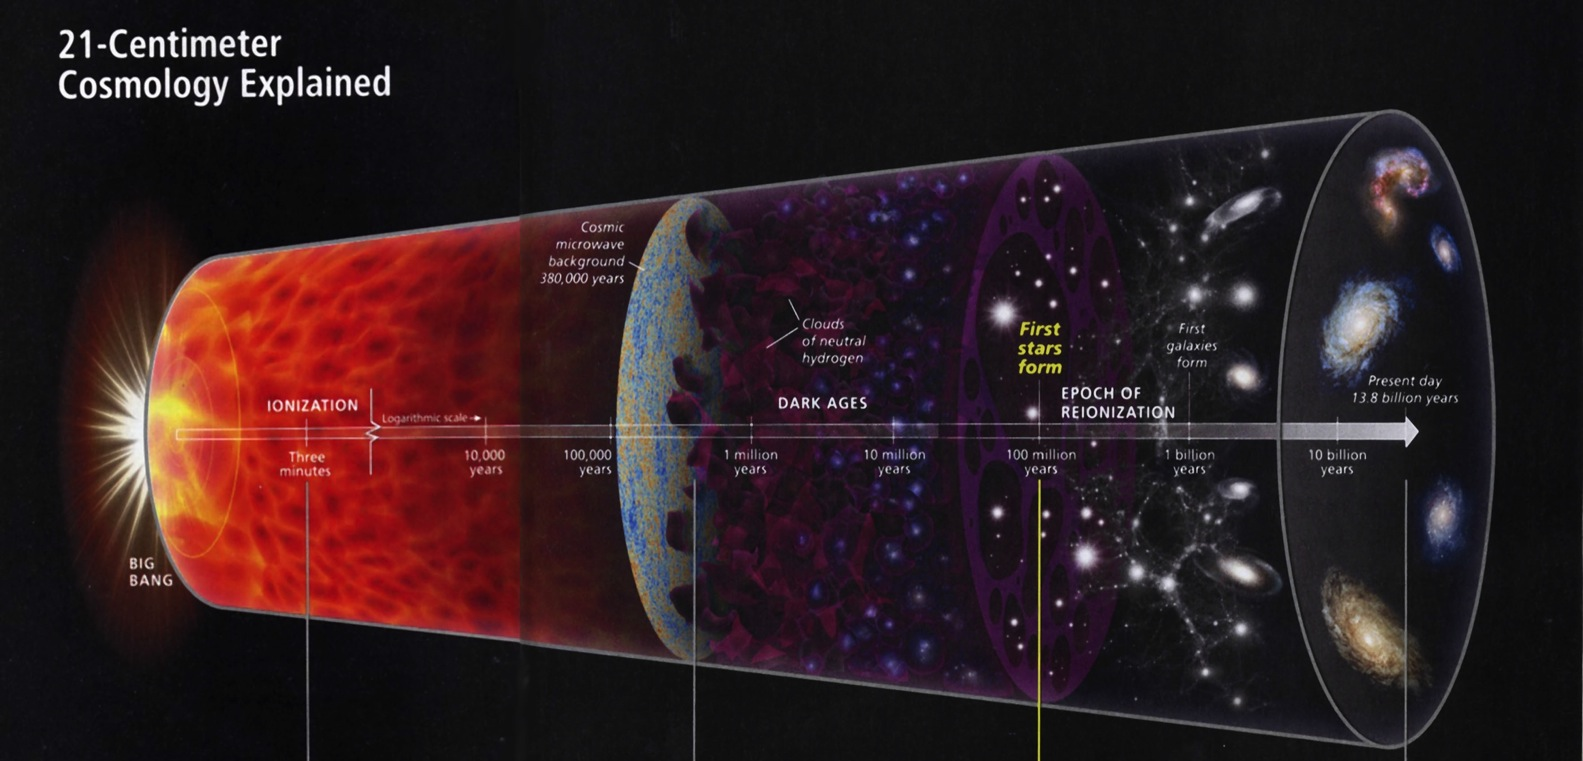 21-Centimeter
Cosmology Explained
Cosmic
microwave
background
380,000 years
Clouds
of neutral
hydrogen
First
stars
form
First
galaxies
form
Present day
13.8 billion years
IONIZATION
Logarithmic scale
DARK AGES
EPOCH OF
REIONIZATION
Three
minutes
10,000
years
100,000
years
1 million
years
10 million
years
100 million
years
1 billion
years
10 billion
years
BIG
BANG